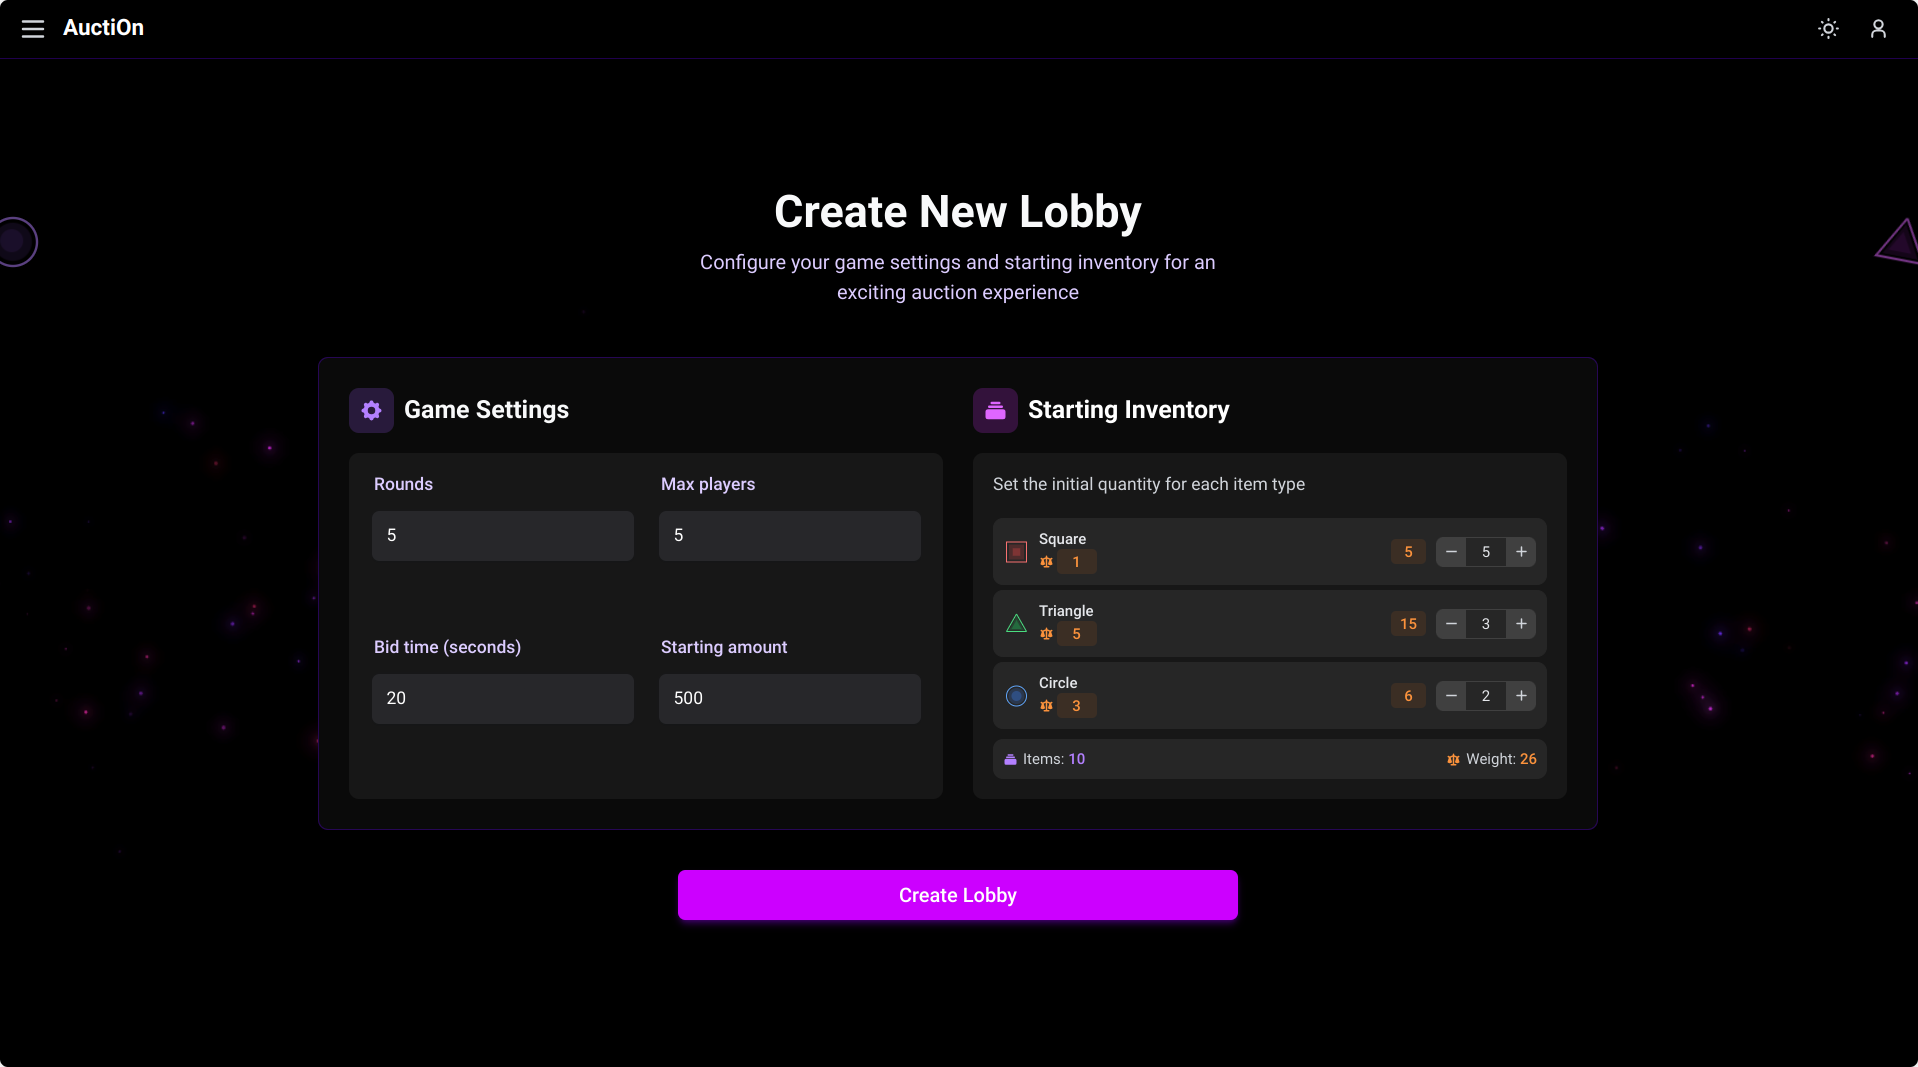 AuctiOn
Create New Lobby
Configure your game settings and starting inventory for an
exciting auction experience
Game Settings
Rounds
Max players
5
5
Bid time (seconds)
Starting amount
20
500
Starting Inventory
Set the initial quantity for each item type
Square
1
5
5
Triangle
5
15
3
Circle
3
6
2
Items: 10
Weight: 26
Create Lobby